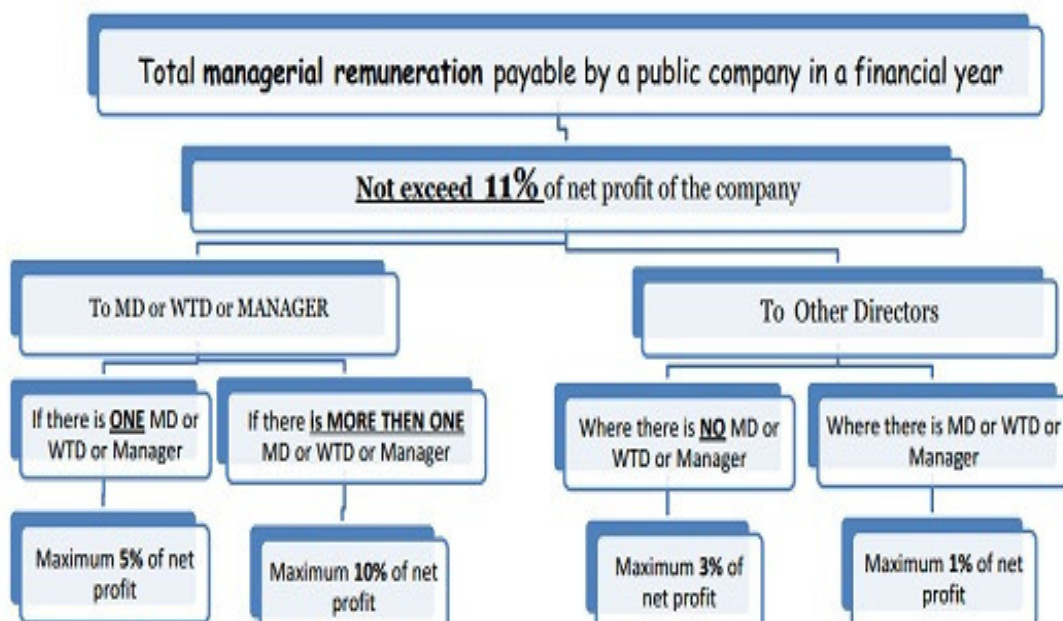 Total managerial remuneration payable by a public company in a financial year
Not exceed 11% of net profit of the company
To MD or WTD or MANAGER
To Other Directors
If there is ONE MD or
WTD or Manager
If there is MORE THEN ONE
MD or WTD or Manager
Where there is NO MD or
WTD or Manager
Where there is MD or WTD or
Manager
Maximum 5% of net
profit
Maximum 10% of net
profit
Maximum 3% of
net profit
Maximum 1% of net
profit